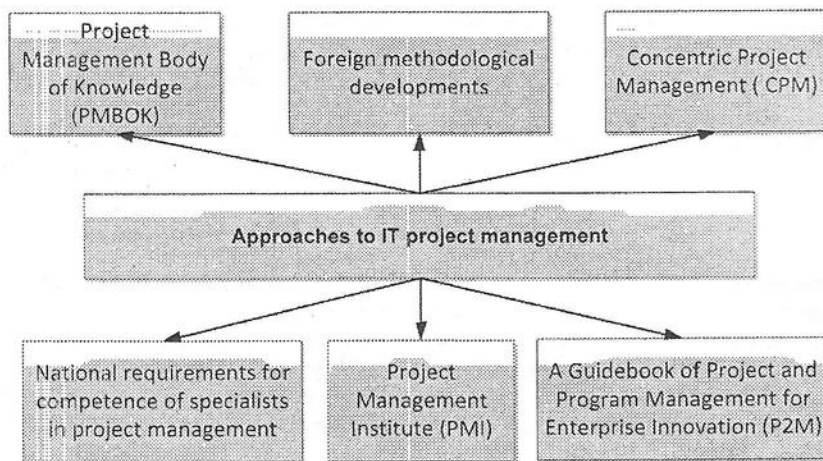 Project
Management Body
of Knowledge
(PMBOK)
Foreign methodological
developments
Concentric Project
Management ( CPM)
Approaches to IT project management
National requirements for
competence of specialists
in project management
Project
Management
Institute (PMI)
A Guidebook of Project and
Program Management for
Enterprise Innovation (P2M)